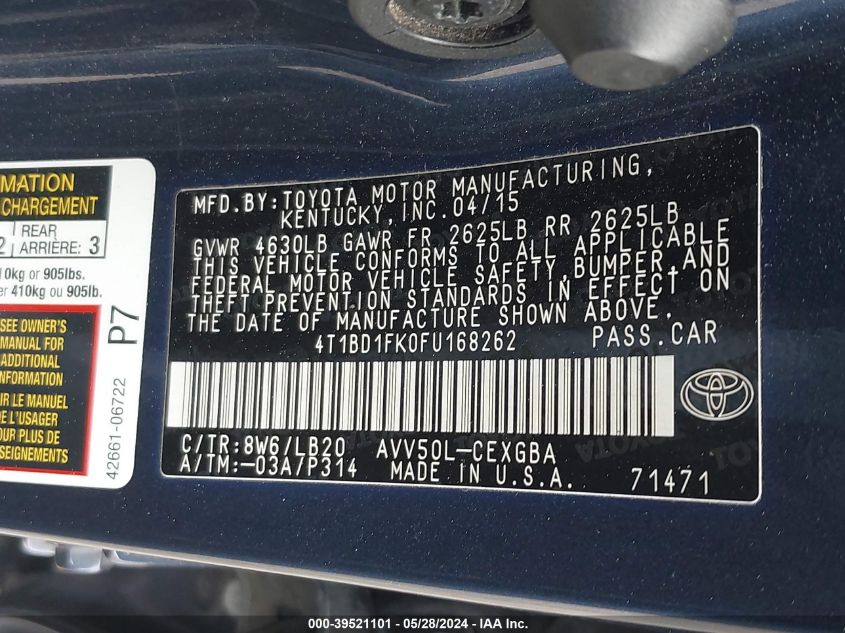 MATION
CHARGEMENT
2 REAR ARRIÈRE: 3
10kg or 905lbs.
er 410kg ou 905lb.
SEE OWNER'S
MANUAL FOR
ADDITIONAL
INFORMATION
LE MANUEL
DE L'USAGER
POUR PLUS DE
P7
42661-06722
MFD.BY:TOYOTA MOTOR MANUFACTURING,
KENTUCKY, INC. 04/15
GVWR 4630LB GAWR FR 2625LB RR 2625LB
THIS VEHICLE CONFORMS TO ALL APPLICABLE
FEDERAL MOTOR VEHICLE SAFETY,BUMPER,AND
THEFT PREVENTION STANDARDS IN EFFECT ON
THE DATE OF MANUFACTURE SHOWN ABOVE.
4T1BD1FK0FU168262 PASS.CAR
C/TR:8W6/LB20 AVV50L-CEXGBA
A/TM:-03A/P314 MADE IN U.S.A. 71471
000-39521101 - 05/28/2024 - IAA Inc.